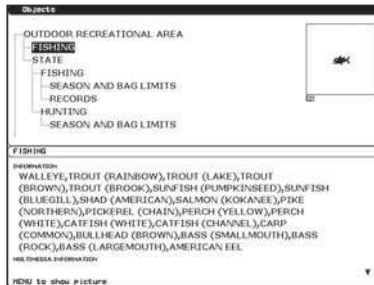 Objects
OUTDOOR RECREATIONAL AREA
FISHING
STATE
FISHING
SEASON AND BAG LIMITS
RECORDS
HUNTING
SEASON AND BAG LIMITS
FISHING
INFORMATION
WALLEYE,TROUT (RAINBOW),TROUT (LAKE),TROUT
(BROWN),TROUT (BROOK),SUNFISH (PUMPKINSEED),SUNFISH
(BLUEGILL),SHAD (AMERICAN),SALMON (KOKANEE),PIKE
(NORTHERN),PICKEREL (CHAIN),PERCH (YELLOW),PERCH
(WHITE),CATFISH (WHITE),CATFISH (CHANNEL),CARP
(COMMON),BULLHEAD (BROWN),BASS (SMALLMOUTH),BASS
(ROCK),BASS (LARGEMOUTH),AMERICAN EEL
MULTIMEDIA INFORMATION
MENU to show picture